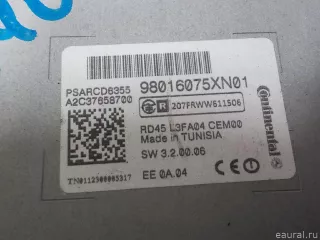 PSARCD6355
A2C37658700
98016075XN01
R 207FRWW611506
Continental
RD45 L3FA04 CEM00
Made in TUNISIA
SW 3.2.00.06
EE 0A.04
eaural.ru